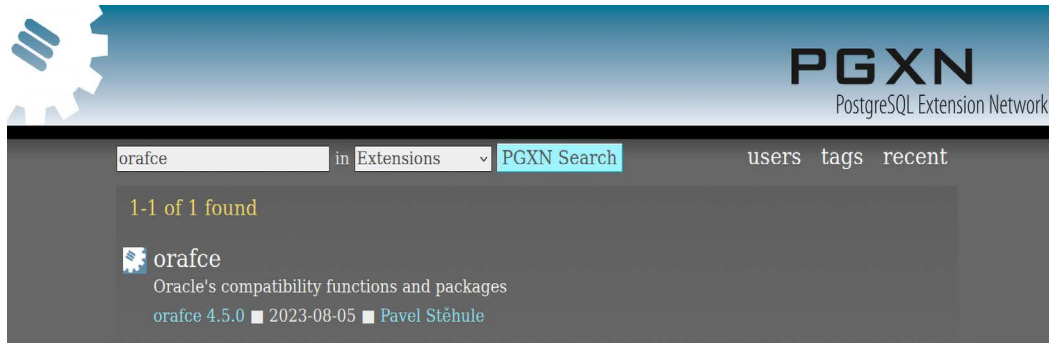 PGXN
PostgreSQL Extension Network
orafce in Extensions PGXN Search users tags recent
1-1 of 1 found
orafce
Oracle's compatibility functions and packages
orafce 4.5.0 ■ 2023-08-05 ■ Pavel Stěhule